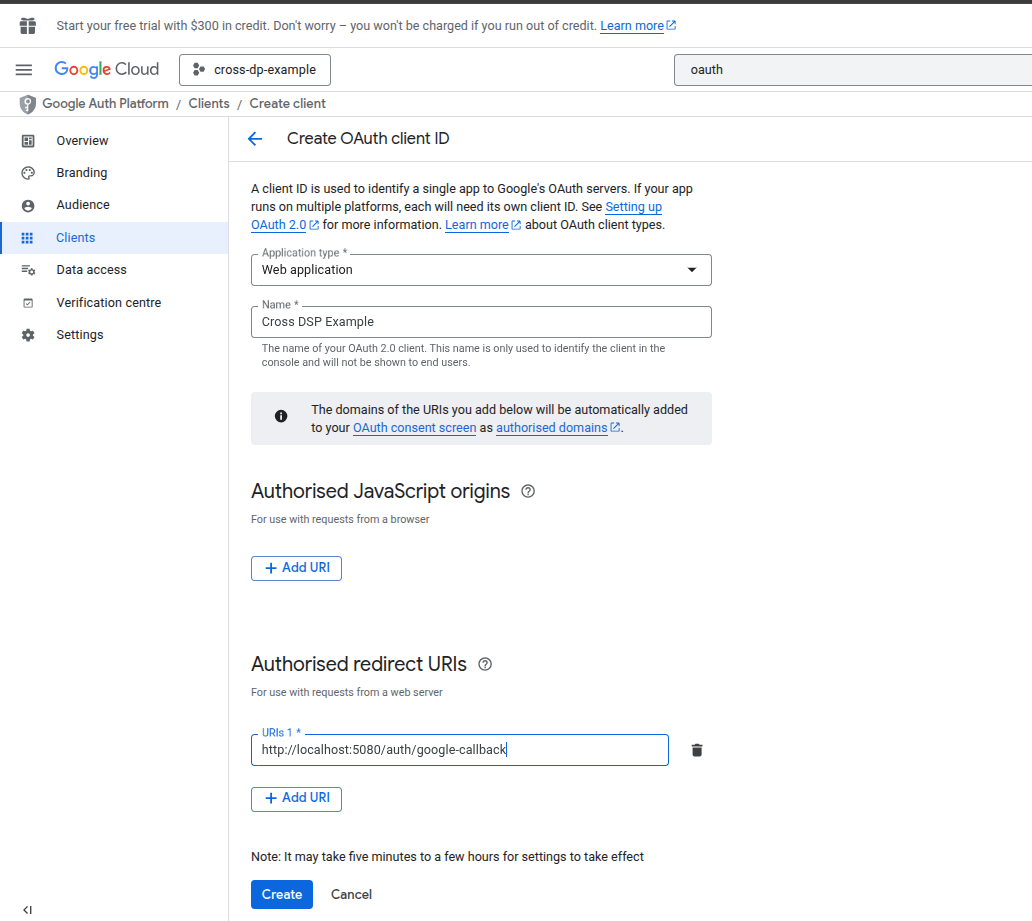 Start your free trial with $300 in credit. Don't worry – you won't be charged if you run out of credit. Learn more
Google Cloud
cross-dp-example
oauth
Google Auth Platform / Clients / Create client
Overview
Branding
Audience
Clients
Data access
Verification centre
Settings
Create OAuth client ID
A client ID is used to identify a single app to Google's OAuth servers. If your app
runs on multiple platforms, each will need its own client ID. See Setting up
OAuth 2.0 for more information. Learn more about OAuth client types.
Application type *
Web application
Name *
Cross DSP Example
The name of your OAuth 2.0 client. This name is only used to identify the client in the
console and will not be shown to end users.
The domains of the URIs you add below will be automatically added
to your OAuth consent screen as authorised domains.
Authorised JavaScript origins
For use with requests from a browser
+ Add URI
Authorised redirect URIs
For use with requests from a web server
URIs 1 *
http://localhost:5080/auth/google-callback
+ Add URI
Note: It may take five minutes to a few hours for settings to take effect
Create
Cancel